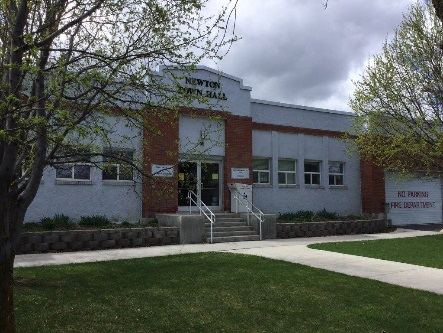 NEWTON
TOWN HALL
NO PARKING
FIRE DEPARTMENT